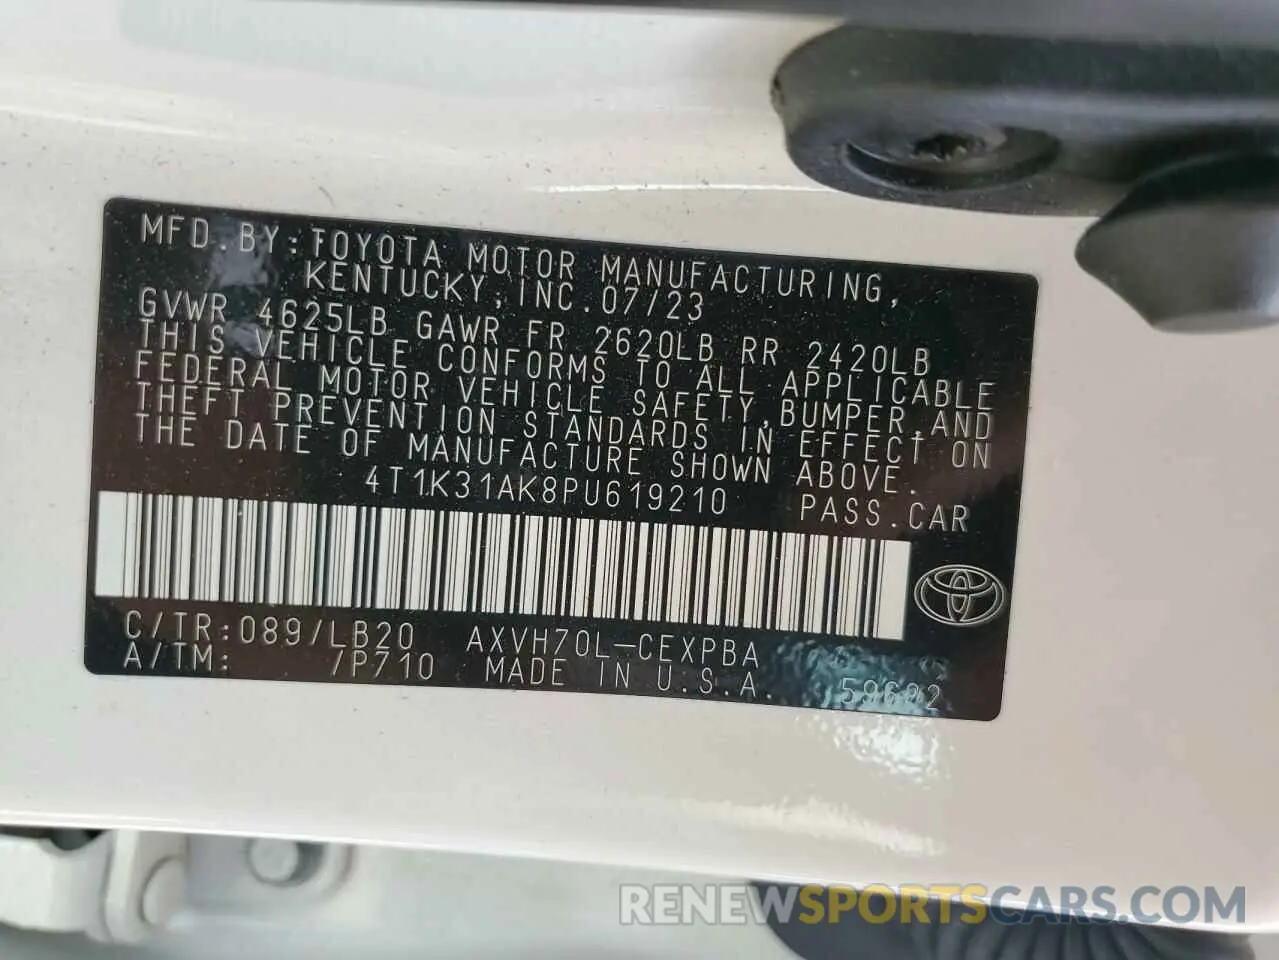 MFD. BY: TOYOTA MOTOR MANUFACTURING,
KENTUCKY, INC. 07/23
GVWR 4625LB GAWR FR 2620LB RR 2420LB
THIS VEHICLE CONFORMS TO ALL APPLICABLE
FEDERAL MOTOR VEHICLE SAFETY, BUMPER, AND
THEFT PREVENTION STANDARDS IN EFFECT ON
THE DATE OF MANUFACTURE SHOWN ABOVE.
4T1K31AK8PU619210 PASS. CAR
C/TR: 089/LB20 AXVH70L-CEXPBA
A/TM: /P710 MADE IN U.S.A. 59622
RENEWSPORTSCARS.COM